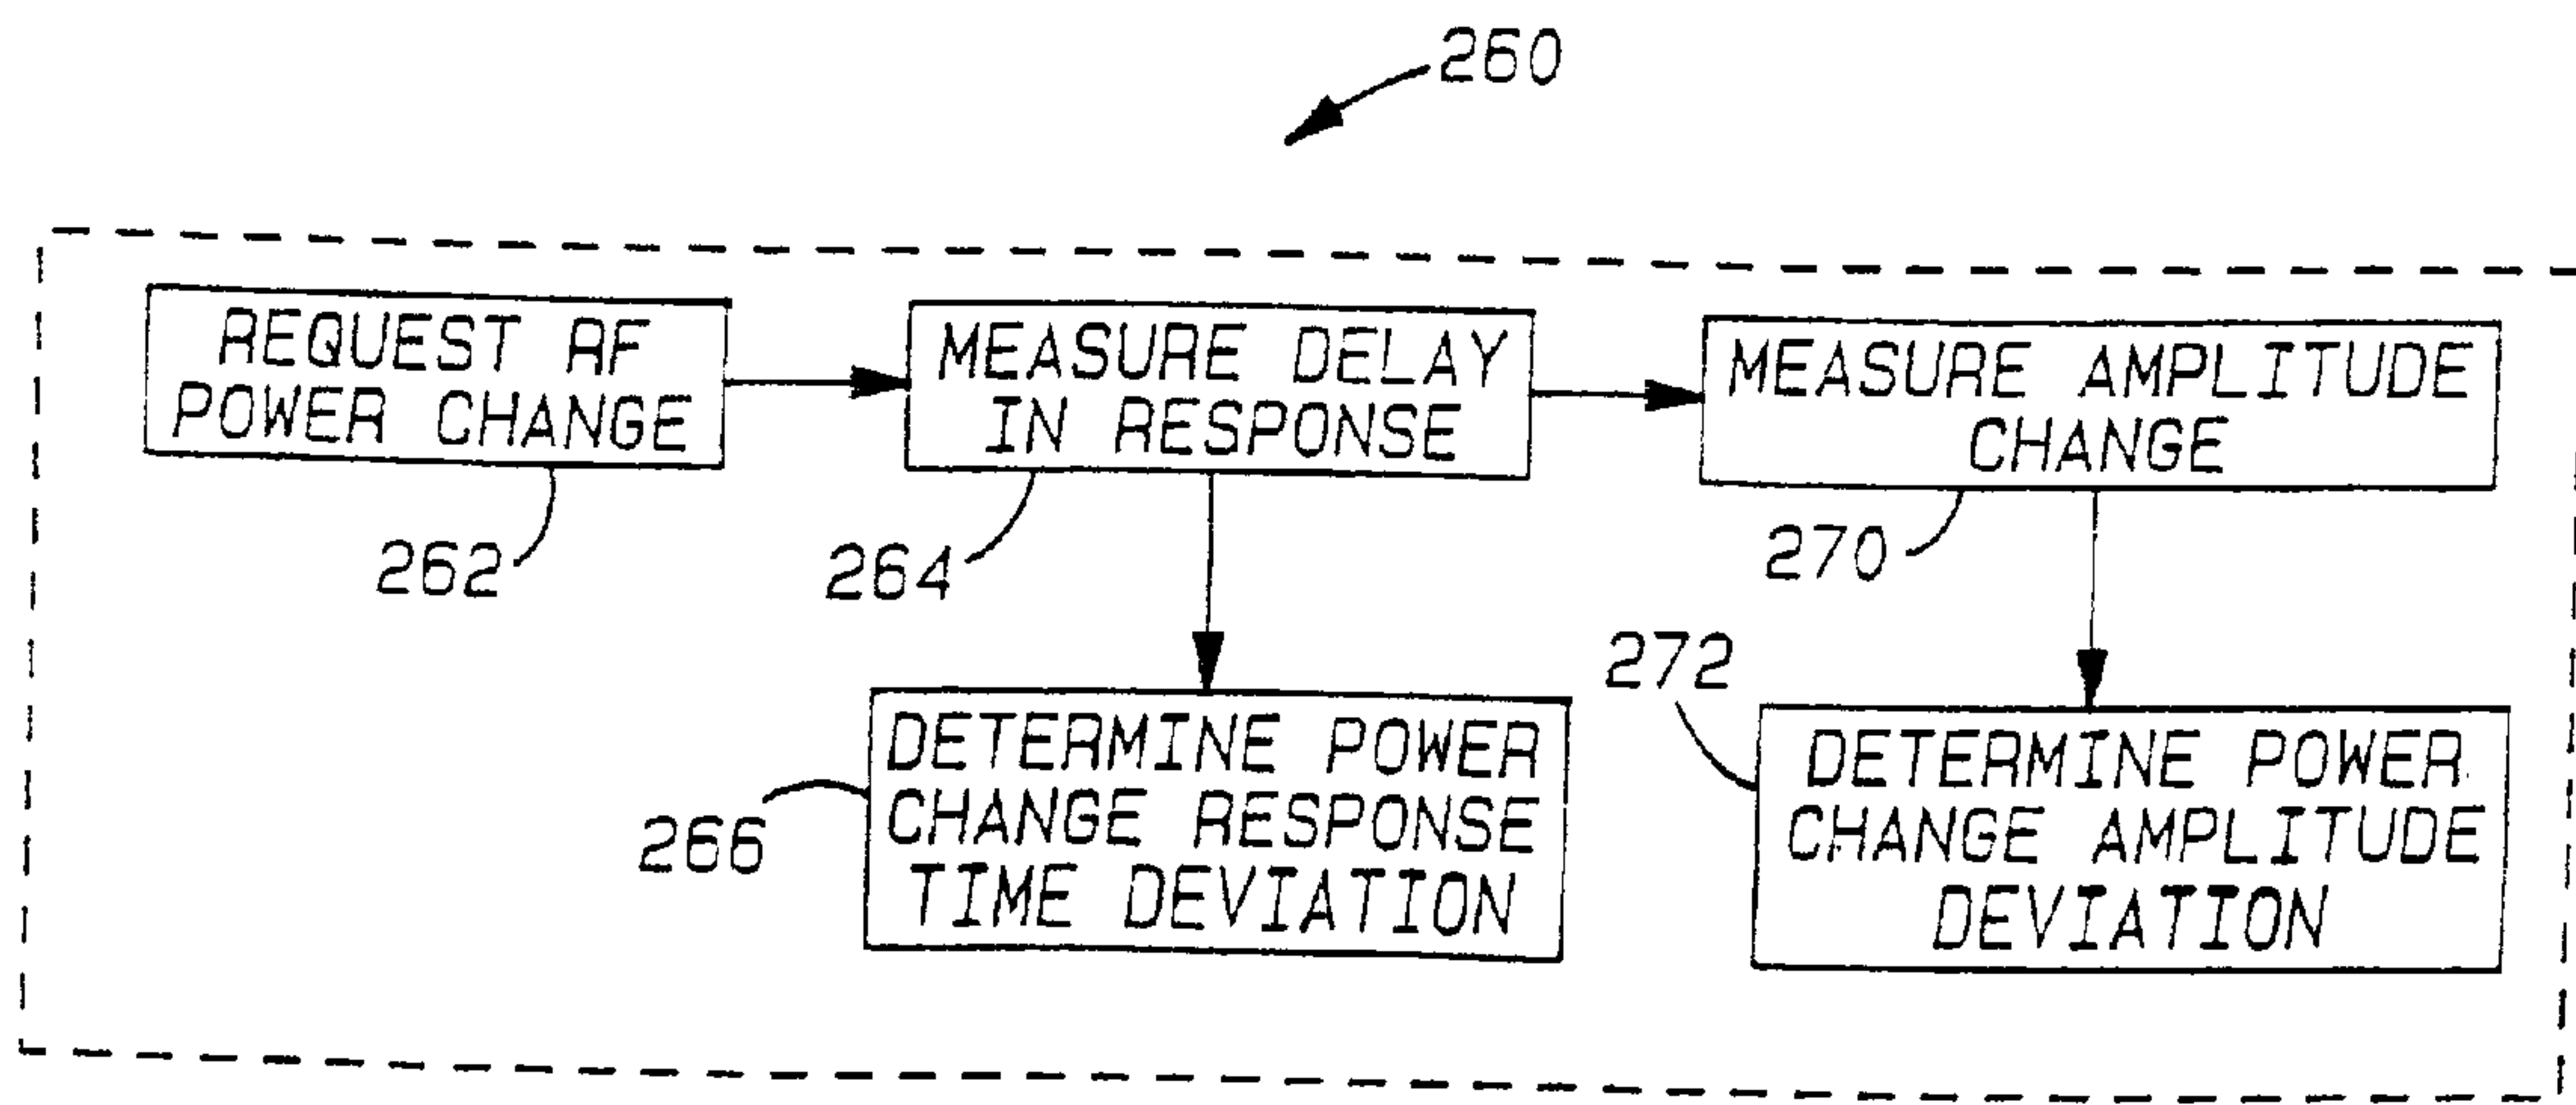 260
REQUEST RF
POWER CHANGE
262
MEASURE DELAY
IN RESPONSE
264
MEASURE AMPLITUDE
CHANGE
270
DETERMINE POWER
CHANGE RESPONSE
TIME DEVIATION
266
272
DETERMINE POWER
CHANGE AMPLITUDE
DEVIATION